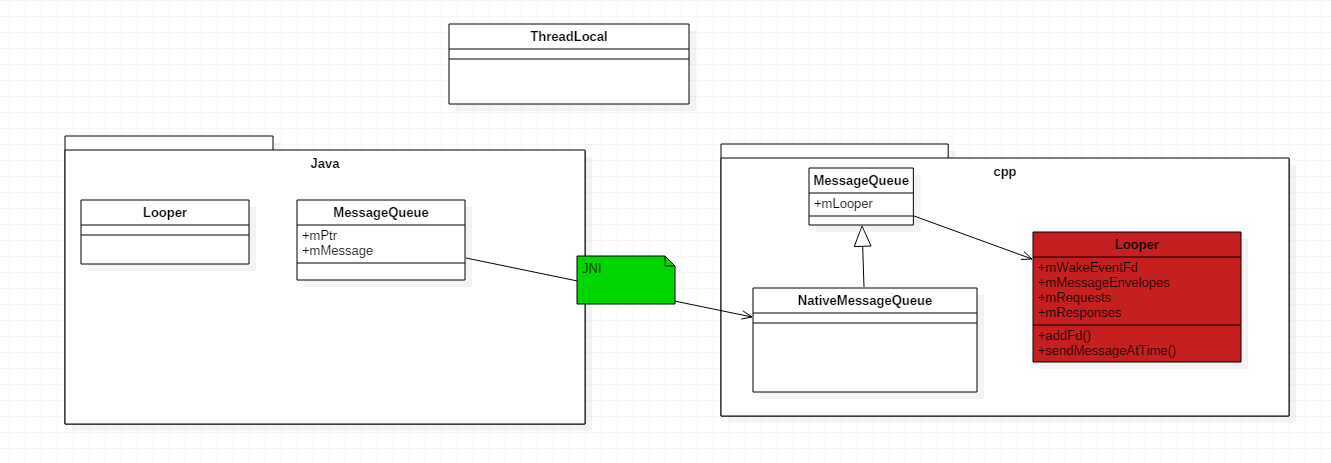 ThreadLocal
Java
Looper
MessageQueue
+mPtr
+mMessage
JNI
cpp
MessageQueue
+mLooper
NativeMessageQueue
Looper
+mWakeEventFd
+mMessageEnvelopes
+mRequests
+mResponses
+addFd()
+sendMessageAtTime()